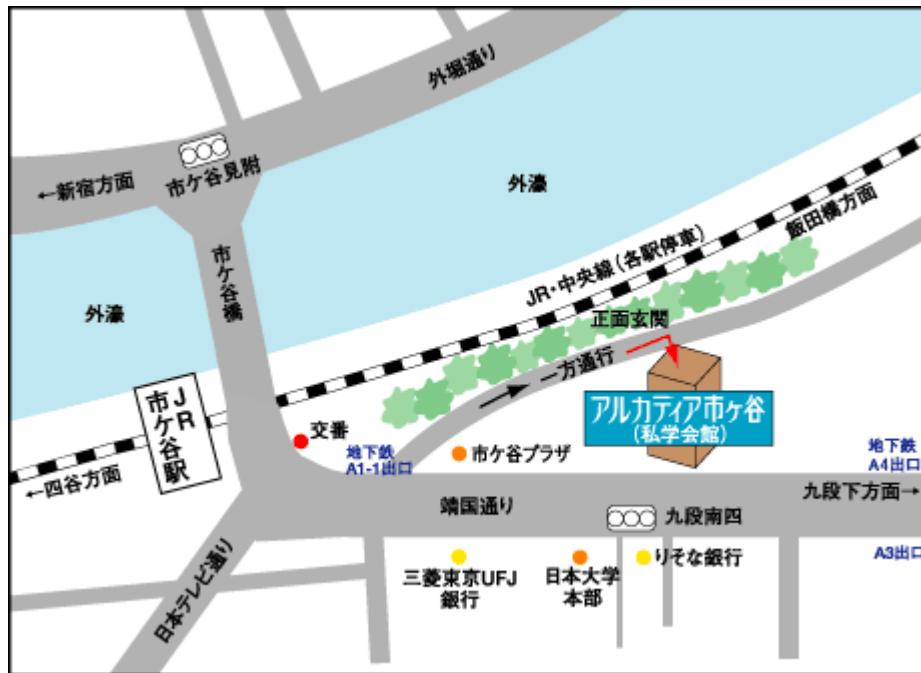 外堀通り
市ケ谷見附
←新宿方面
外濠
飯田橋方面
市ケ谷橋
JR・中央線(各駅停車)
外濠
正面玄関
一方通行
JR
市ケ谷駅
アルカディア市ヶ谷
(私学会館)
交番
地下鉄
A1-1出口
市ケ谷プラザ
地下鉄
A4出口
←四谷方面
九段下方面→
靖国通り
九段南四
A3出口
日本テレビ通り
三菱東京UFJ
銀行
日本大学
本部
りそな銀行